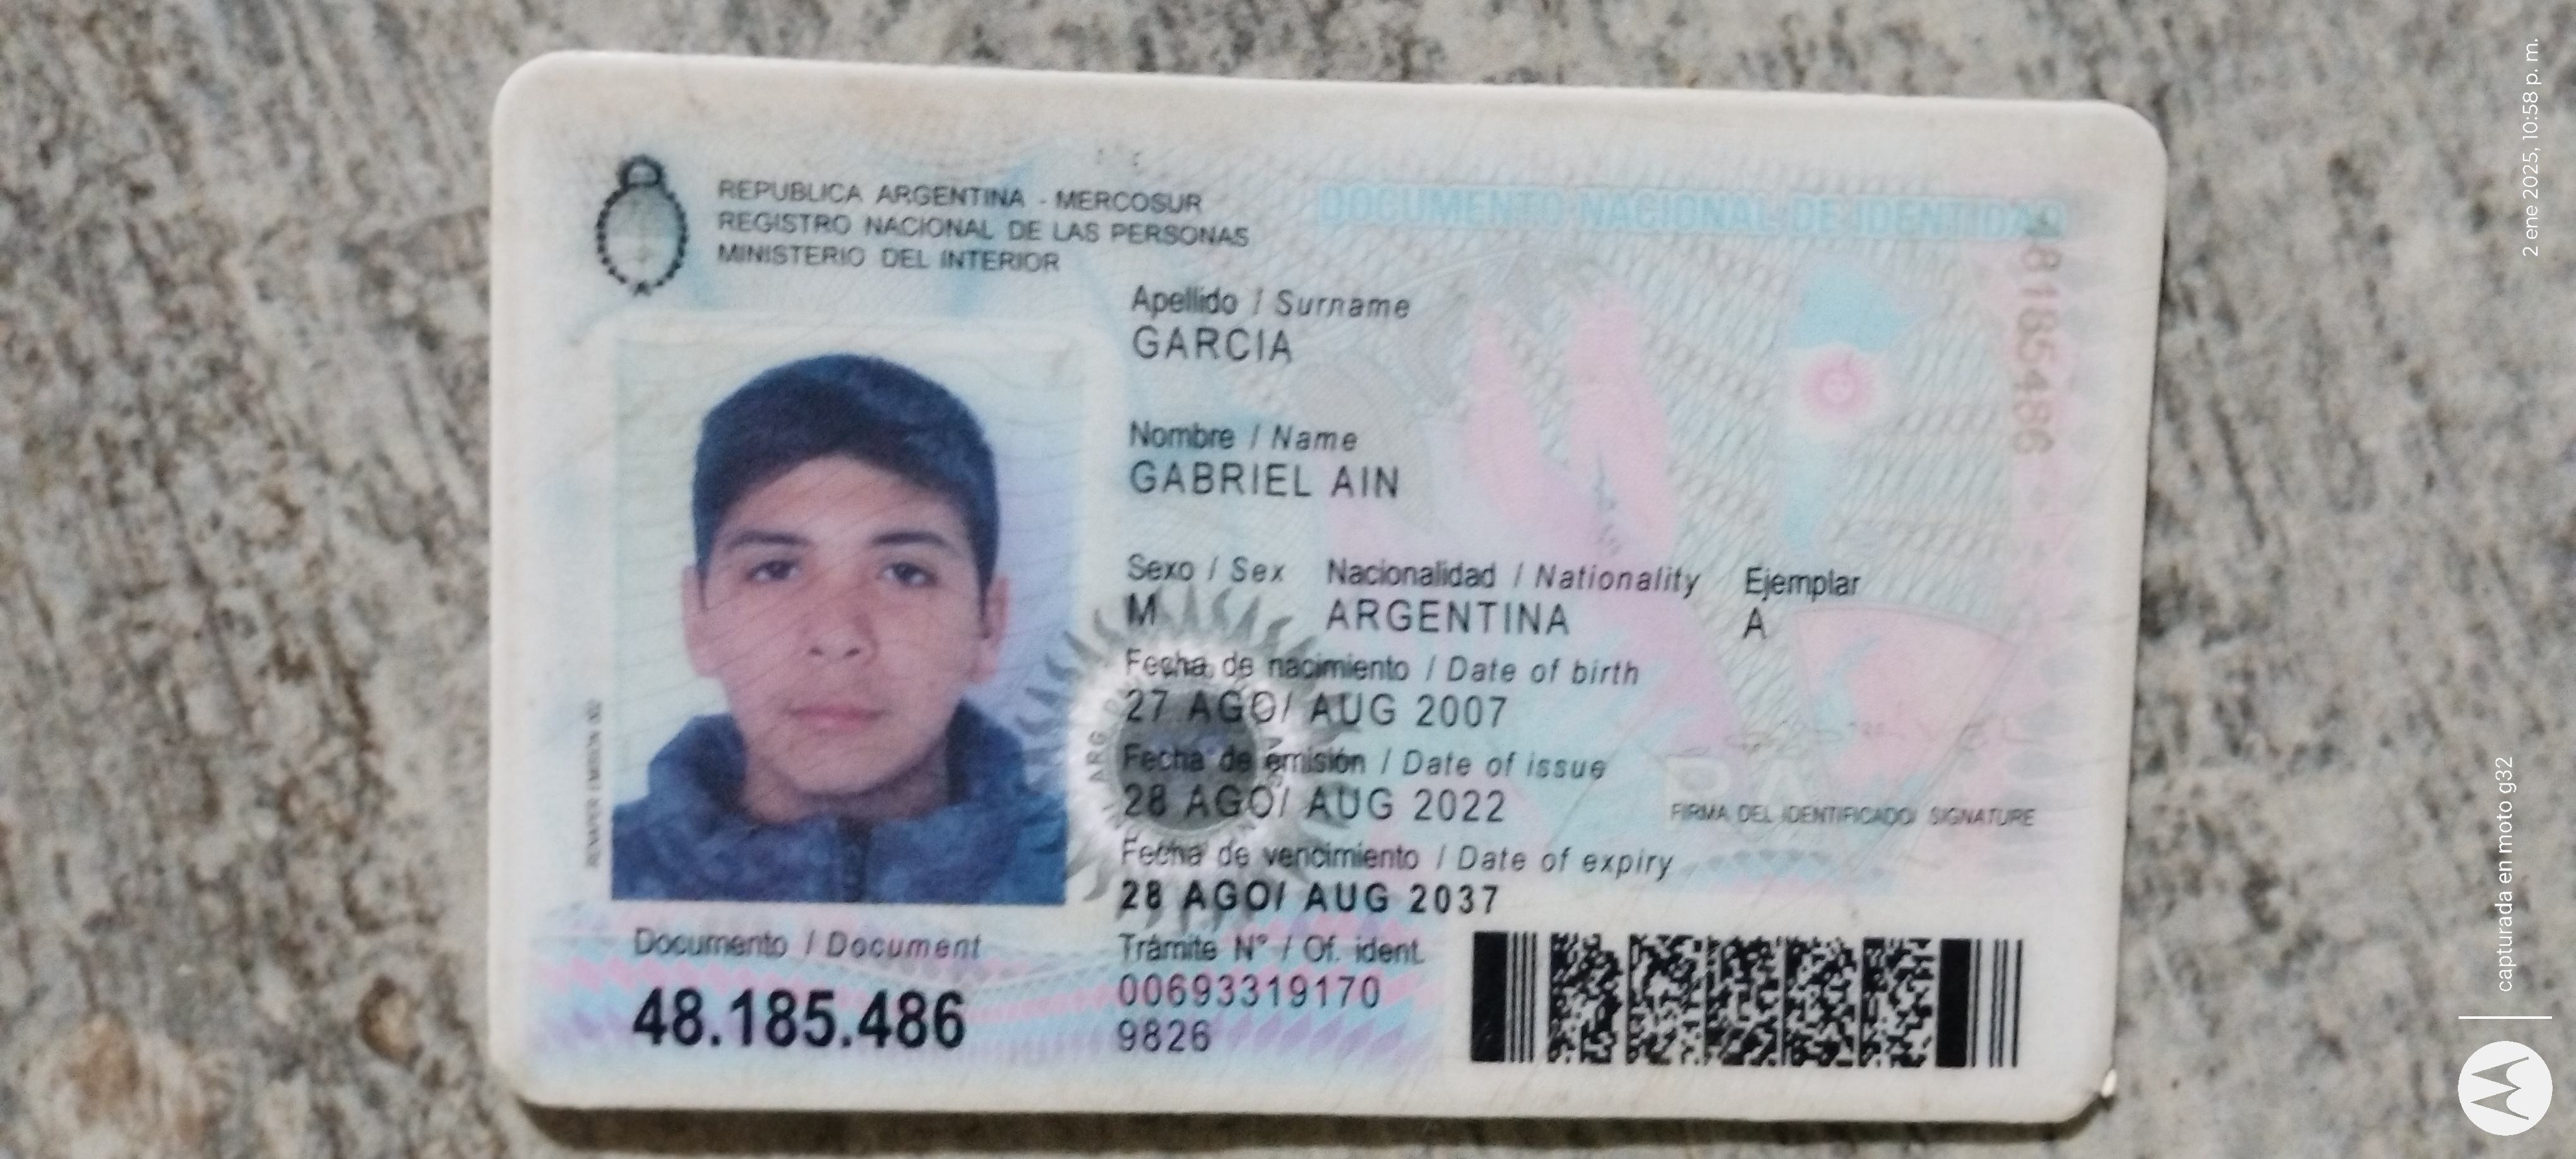 REPUBLICA ARGENTINA - MERCOSUR
REGISTRO NACIONAL DE LAS PERSONAS
MINISTERIO DEL INTERIOR
DOCUMENTO NACIONAL DE IDENTIDAD
Apellido / Surname
GARCIA
Nombre / Name
GABRIEL AIN
Sexo / Sex Nacionalidad / Nationality Ejemplar
M ARGENTINA A
Fecha de nacimiento / Date of birth
27 AGO/ AUG 2007
Fecha de emisión / Date of issue
28 AGO/ AUG 2022
Fecha de vencimiento / Date of expiry
28 AGO/ AUG 2037
FIRMA DEL IDENTIFICADO/ SIGNATURE
RENAPER EMISION 002
Documento / Document
48.185.486
Trámite N° / Of. ident.
00693319170
9826
capturada en moto g32
2 ene 2025, 10:58 p. m.